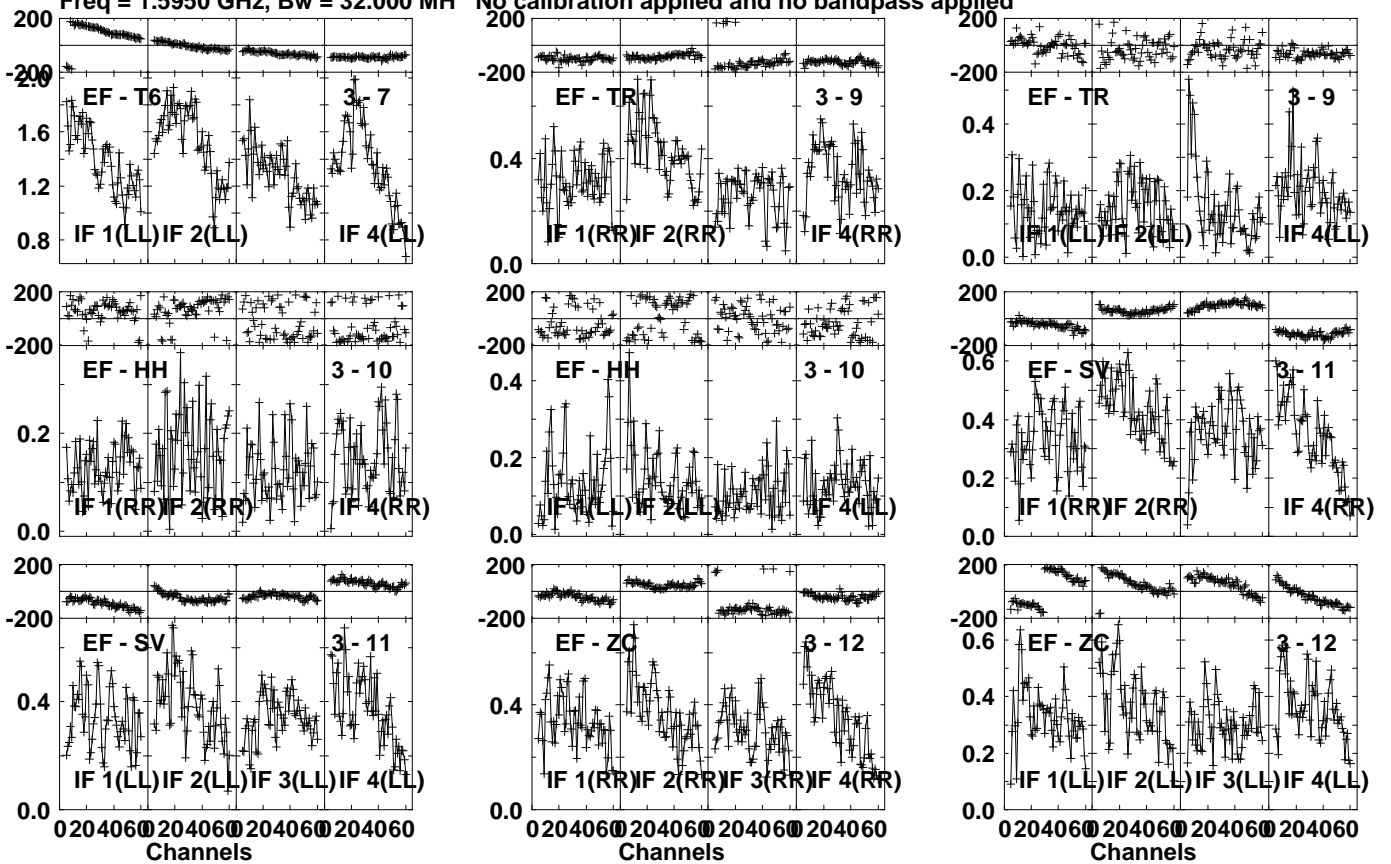 Freq = 1.5950 GHz, Bw = 32.000 MH No calibration applied and no bandpass applied
200
-200
2.0
1.6
1.2
0.8
EF - T6
3 - 7
IF 1(LL)
IF 2(LL)
IF 4(LL)
200
-200
0.4
0.0
EF - TR
3 - 9
IF 1(RR)
IF 2(RR)
IF 4(RR)
200
-200
0.4
0.2
0.0
EF - TR
3 - 9
IF 1(LL)
IF 2(LL)
IF 4(LL)
200
-200
0.2
0.0
EF - HH
3 - 10
IF 1(RR)
IF 2(RR)
IF 4(RR)
200
-200
0.4
0.2
0.0
EF - HH
3 - 10
IF 1(LL)
IF 2(LL)
IF 4(LL)
200
-200
0.6
0.4
0.2
0.0
EF - SV
3 - 11
IF 1(RR)
IF 2(RR)
IF 4(RR)
200
-200
0.4
0.0
EF - SV
3 - 11
IF 1(LL)
IF 2(LL)
IF 3(LL)
IF 4(LL)
0 20 40 60 0 20 40 60 0 20 40 60 0 20 40 60
Channels
200
-200
0.4
0.0
EF - ZC
3 - 12
IF 1(RR)
IF 2(RR)
IF 3(RR)
IF 4(RR)
0 20 40 60 0 20 40 60 0 20 40 60 0 20 40 60
Channels
200
-200
0.6
0.4
0.2
0.0
EF - ZC
3 - 12
IF 1(LL)
IF 2(LL)
IF 3(LL)
IF 4(LL)
0 20 40 60 0 20 40 60 0 20 40 60 0 20 40 60
Channels